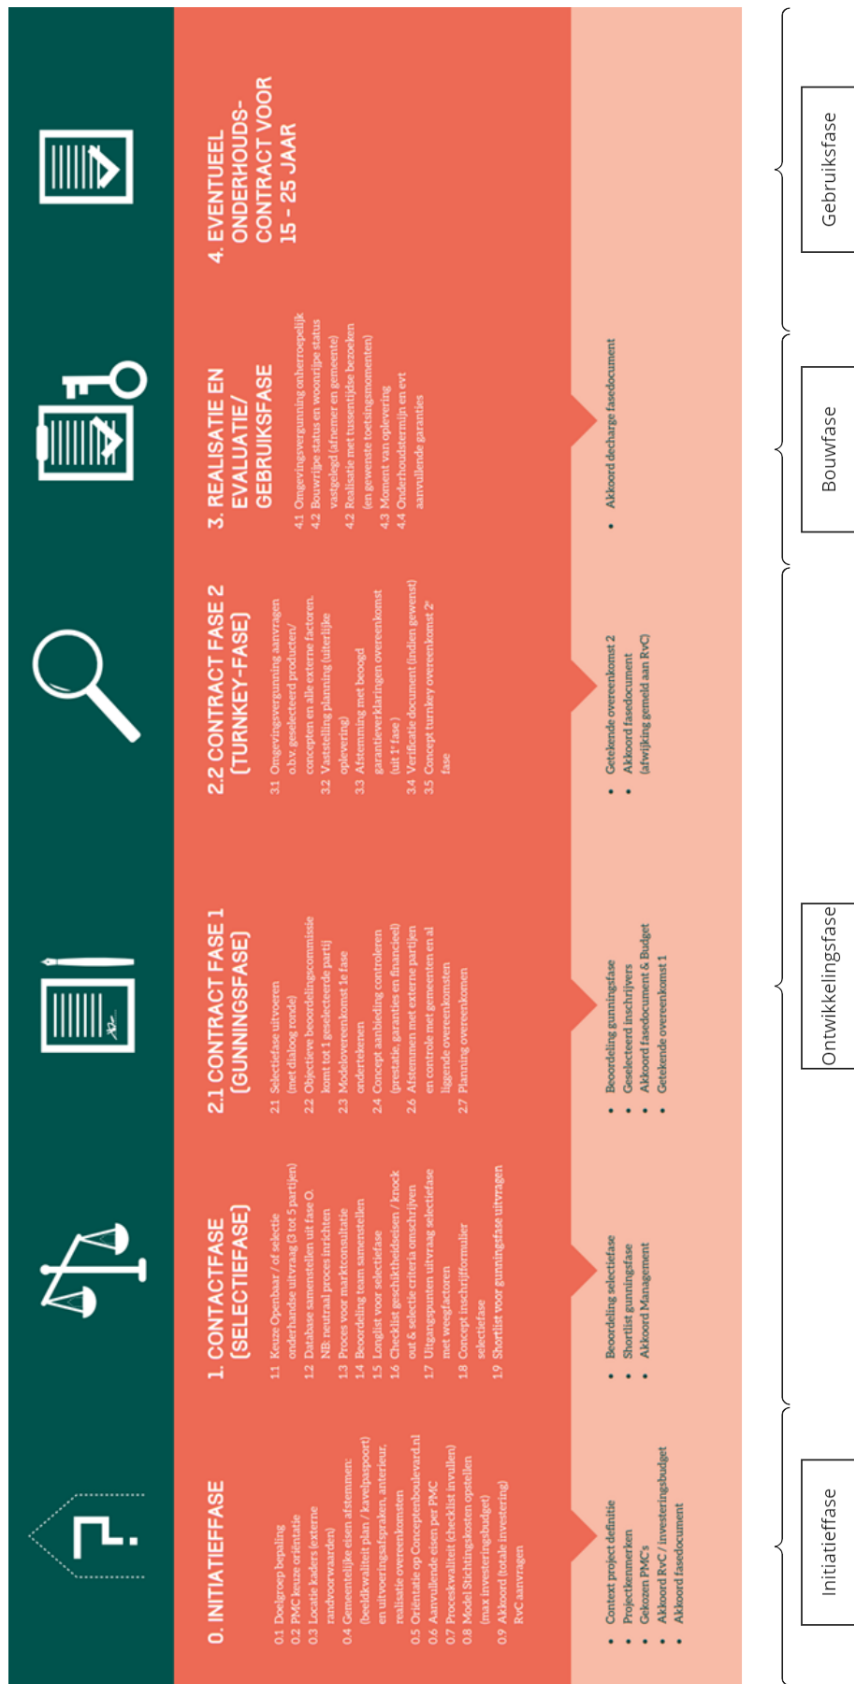 0. INITIATIEFFASE
0.1 Doelgroep bepaling
0.2 PMC keuze oriëntatie
0.3 Locatie kaders (externe
randvoorwaarden)
0.4 Gemeentelijke eisen afstemmen:
(beeldkwaliteit plan / kavelpaspoort)
en uitvoeringsafspraken, anterieur,
realisatie overeenkomsten
0.5 Oriëntatie op Conceptenboulevard.nl
0.6 Aanvullende eisen per PMC
0.7 Proceskwaliteit (checklist invullen)
0.8 Model Stichtingskosten opstellen
(max investeringsbudget)
0.9 Akkoord (totale investering)
RvC aanvragen
• Context project definitie
• Projectkenmerken
• Gekozen PMC's
• Akkoord RvC / investeringsbudget
• Akkoord fasedocument
1. CONTACTFASE
(SELECTIEFASE)
1.1 Keuze Openbaar / of selectie
onderhandse uitvraag (3 tot 5 partijen)
1.2 Database samenstellen uit fase O.
NB: neutraal proces inrichten
1.3 Proces voor marktconsultatie
1.4 Beoordeling team samenstellen
1.5 Longlist voor selectiefase
1.6 Checklist geschiktheidseisen / knock
out & selectie criteria omschrijven
1.7 Uitgangspunten uitvraag selectiefase
met weegfactoren
1.8 Concept inschrijfformulier
selectiefase
1.9 Shortlist voor gunningsfase uitvragen
• Beoordeling selectiefase
• Shortlist gunningsfase
• Akkoord Management
2.1 CONTRACT FASE 1
(GUNNINGSFASE)
2.1 Selectiefase uitvoeren
(met dialoog ronde)
2.2 Objectieve beoordelingscommissie
komt tot 1 geselecteerde partij
2.3 Modelovereenkomst 1e fase
ondertekenen
2.4 Concept aanbieding controleren
(prestatie, garanties en financieel)
2.6 Afstemmen met externe partijen
en controle met gemeenten en al
liggende overeenkomsten
2.7 Planning overeenkomen
• Beoordeling gunningsfase
• Geselecteerd inschrijvers
• Akkoord fasedocument & Budget
• Getekende overeenkomst 1
2.2 CONTRACT FASE 2
(TURNKEY-FASE)
3.1 Omgevingsvergunning aanvragen
o.b.v. geselecteerd producten/
concepten en alle externe factoren.
3.2 Vaststelling planning (uiterlijke
oplevering)
3.3 Afstemming met beoogd
garantieverklaringen overeenkomst
(uit 1e fase )
3.4 Verificatie document (indien gewenst)
3.5 Concept turnkey overeenkomst 2e
fase
• Getekende overeenkomst 2
• Akkoord fasedocument
(afwijking gemeld aan RvC)
3. REALISATIE EN
EVALUATIE/
GEBRUIKSFASE
4.1 Omgevingsvergunning onherroepelijk
4.2 Bouwrijpe status en woonrijpe status
vastgelegd (afnemer en gemeente)
4.2 Realisatie met tussentijdse bezoeken
(en gewenste toetsingsmomenten)
4.3 Moment van oplevering
4.4 Onderhoudstermijn en evt
aanvullende garanties
• Akkoord decharge fasedocument
4. EVENTUEEL
ONDERHOUDS-
CONTRACT VOOR
15 - 25 JAAR
Initiatieffase
Ontwikkelingsfase
Bouwfase
Gebruiksfase